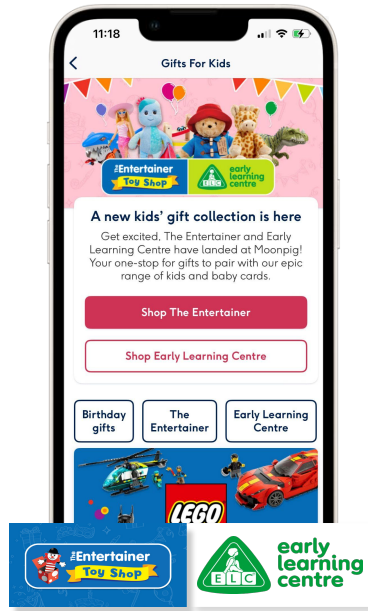 11:18
Gifts For Kids
The Entertainer
Toy Shop
early
learning
centre
ELC
A new kids' gift collection is here
Get excited, The Entertainer and Early
Learning Centre have landed at Moonpig!
Your one-stop for gifts to pair with our epic
range of kids and baby cards.
Shop The Entertainer
Shop Early Learning Centre
Birthday
gifts
The
Entertainer
Early Learning
Centre
LEGO
The Entertainer
Toy Shop
ELC
early
learning
centre